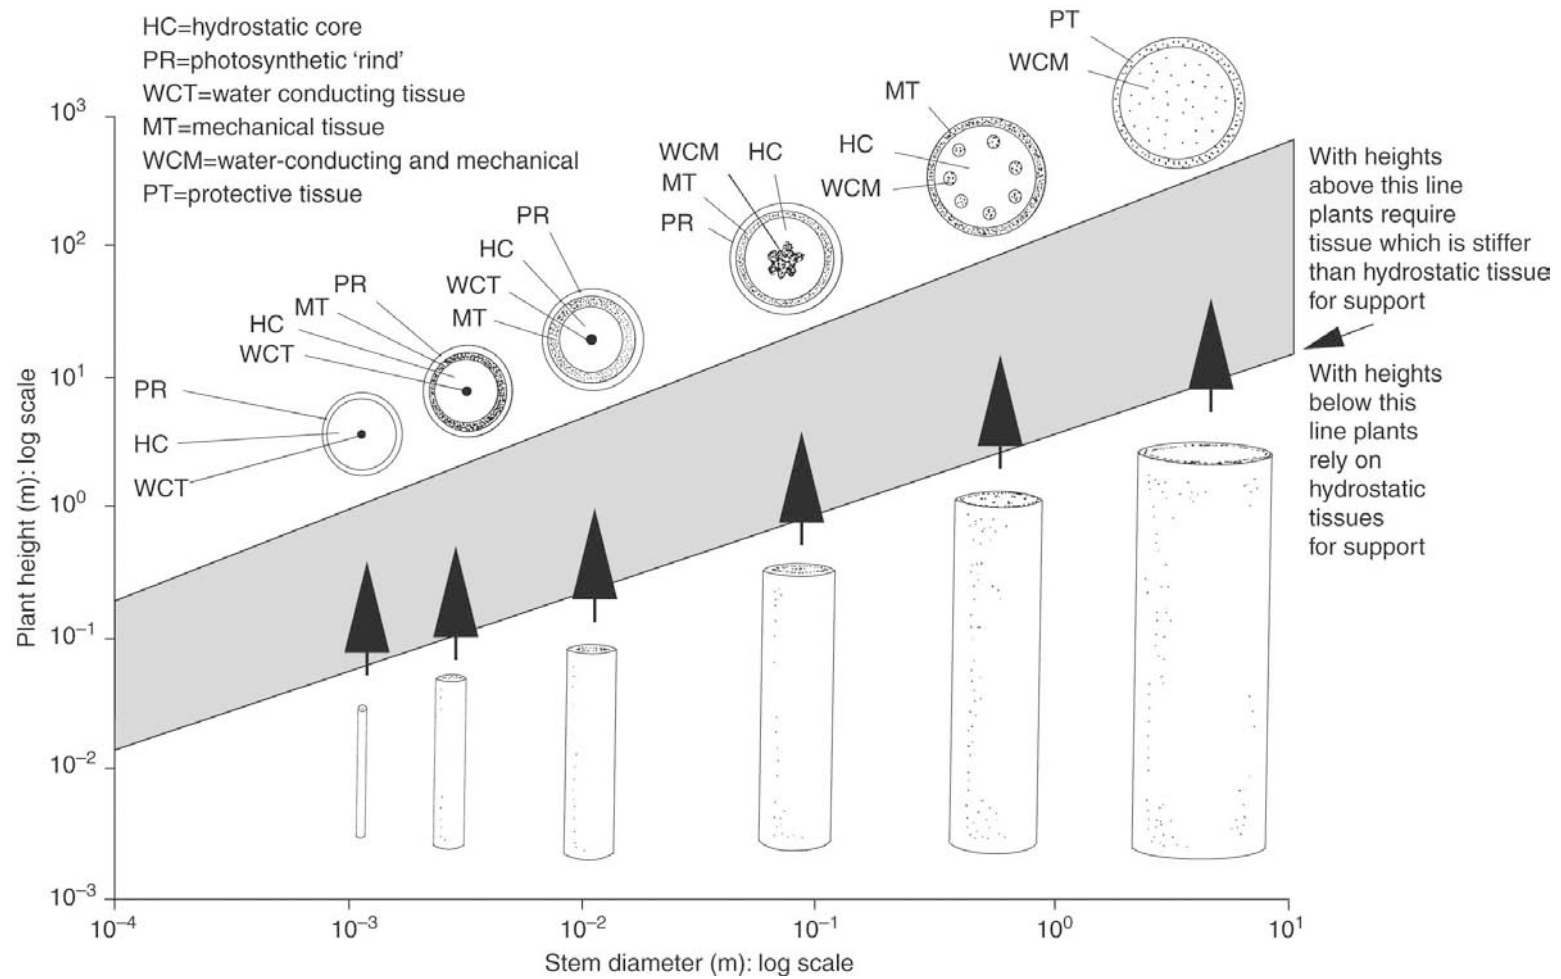 HC=hydrostatic core
PR=photosynthetic ‘rind’
WCT=water conducting tissue
MT=mechanical tissue
WCM=water-conducting and mechanical
PT=protective tissue
PT
WCM
MT
HC
WCM
WCM
HC
MT
PR
PR
HC
WCT
MT
PR
MT
HC
WCT
PR
HC
WCT
With heights
above this line
plants require
tissue which is stiffer
than hydrostatic tissue
for support
With heights
below this
line plants
rely on
hydrostatic
tissues
for support
Plant height (m): log scale
10³
10²
10¹
10⁰
10⁻¹
10⁻²
10⁻³
10⁻⁴
10⁻³
10⁻²
10⁻¹
10⁰
10¹
Stem diameter (m): log scale